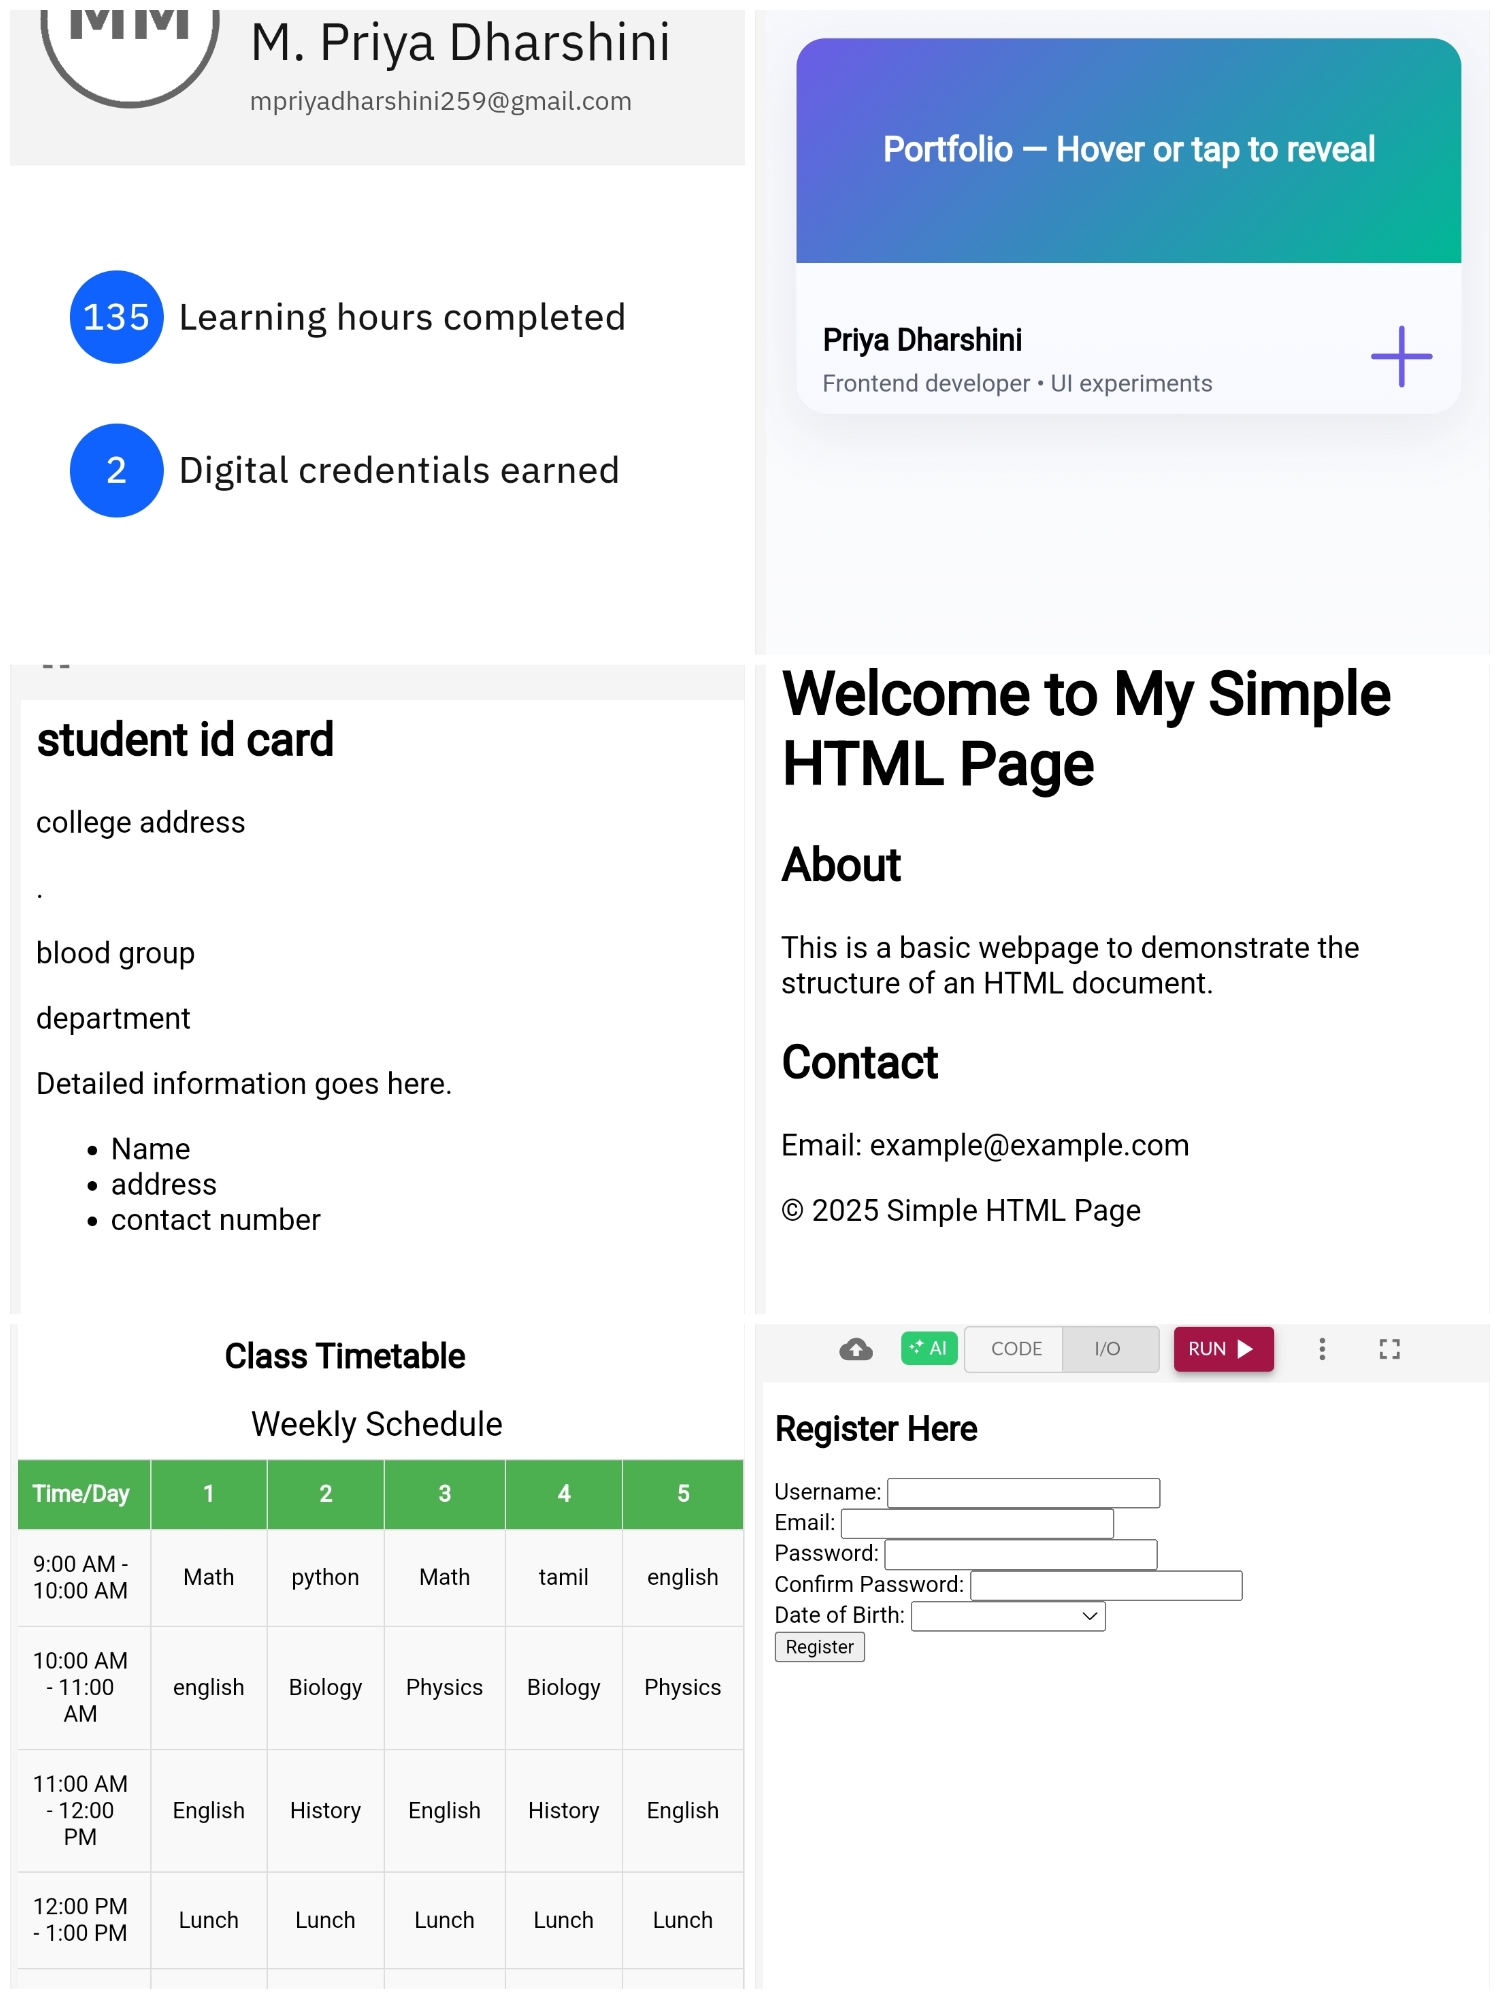 MM
M. Priya Dharshini
mpriyadharshini259@gmail.com
135 Learning hours completed
2 Digital credentials earned
Portfolio — Hover or tap to reveal
Priya Dharshini
Frontend developer • UI experiments
student id card
college address
.
blood group
department
Detailed information goes here.
• Name
• address
• contact number
Welcome to My Simple
HTML Page
About
This is a basic webpage to demonstrate the
structure of an HTML document.
Contact
Email: example@example.com
© 2025 Simple HTML Page
Class Timetable
Weekly Schedule
Time/Day 1 2 3 4 5
9:00 AM -
10:00 AM
Math python Math tamil english
10:00 AM
- 11:00
AM
english Biology Physics Biology Physics
11:00 AM
- 12:00
PM
English History English History English
12:00 PM
- 1:00 PM
Lunch Lunch Lunch Lunch Lunch
AI CODE I/O RUN
Register Here
Username:
Email:
Password:
Confirm Password:
Date of Birth:
Register